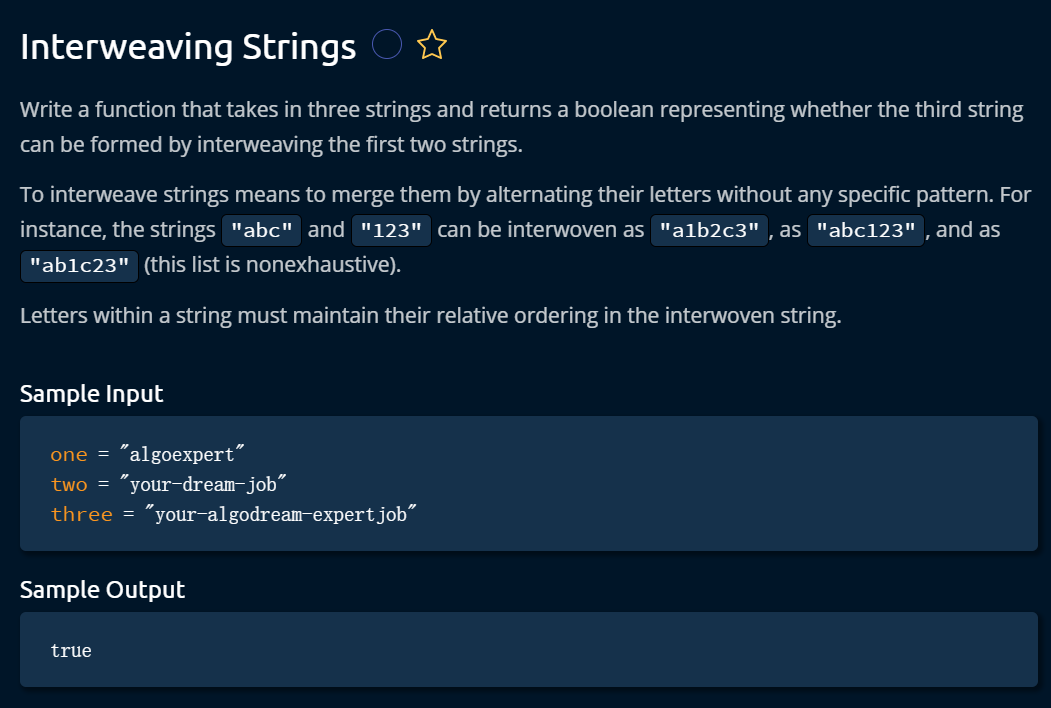 Interweaving Strings
Write a function that takes in three strings and returns a boolean representing whether the third string
can be formed by interweaving the first two strings.
To interweave strings means to merge them by alternating their letters without any specific pattern. For
instance, the strings "abc" and "123" can be interwoven as "a1b2c3", as "abc123", and as
"ab1c23" (this list is nonexhaustive).
Letters within a string must maintain their relative ordering in the interwoven string.
Sample Input
one = "algoexpert"
two = "your-dream-job"
three = "your-algodream-expertjob"
Sample Output
true